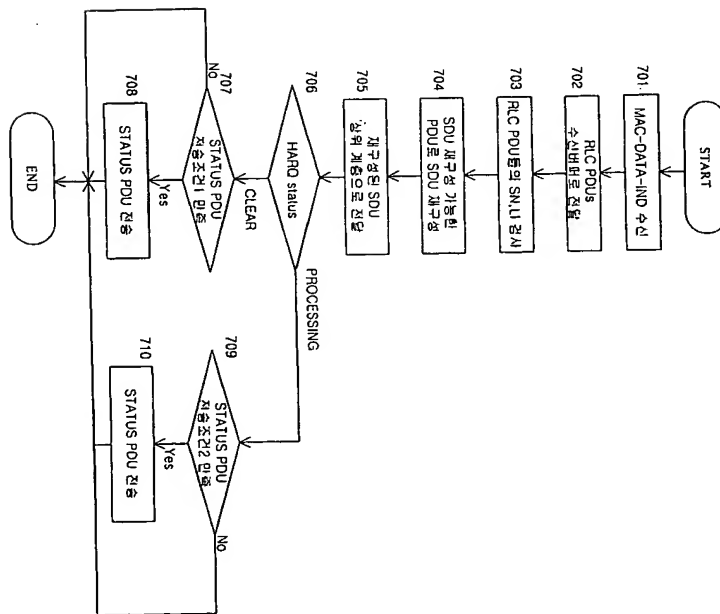 START
701
MAC-DATA-IND 수신
702
RLC PDUs
수신버퍼로 전달
703
RLC PDU들의 SN,LI 검사
704
SDU 재구성 가능한
PDU로 SDU 재구성
705
재구성된 SDU
상위 계층으로 전달
706
HARQ status
CLEAR
PROCESSING
707
STATUS PDU
전송조건1 만족
No
Yes
708
STATUS PDU 전송
709
STATUS PDU
전송조건2 만족
No
Yes
710
STATUS PDU 전송
END